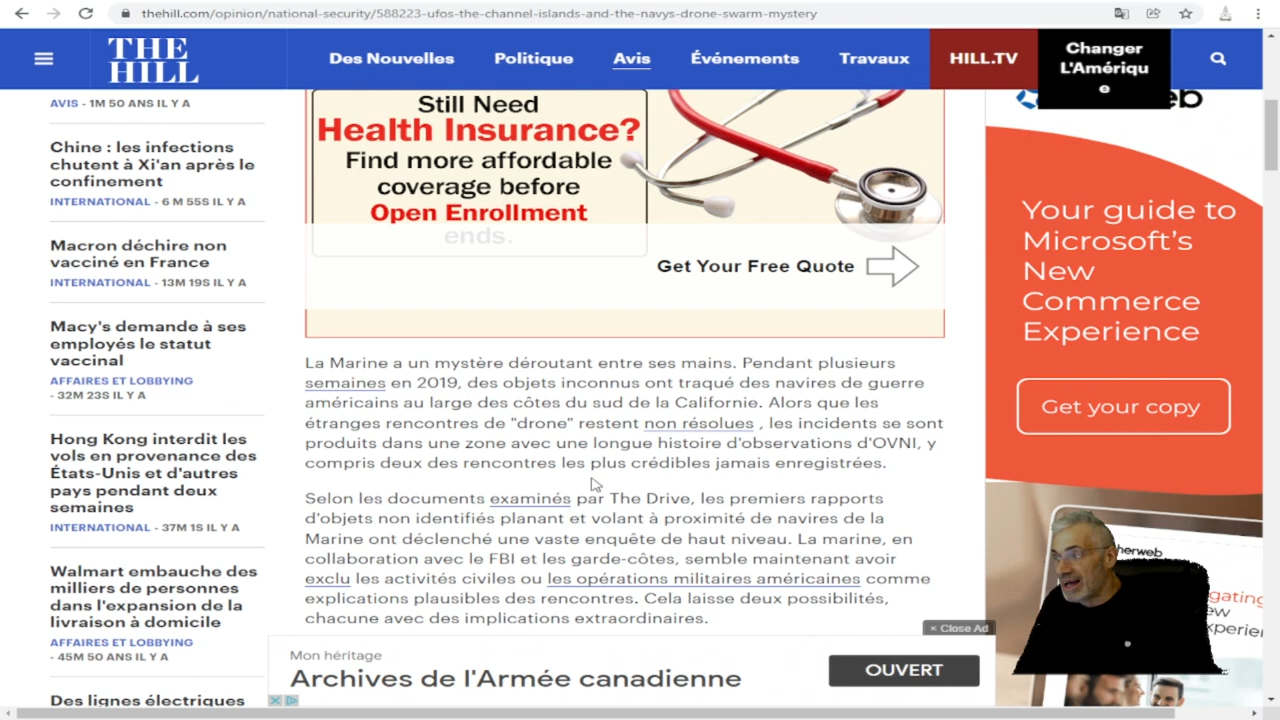 thehill.com/opinion/national-security/588223-ufos-the-channel-islands-and-the-navys-drone-swarm-mystery
THE
HILL
Des Nouvelles
Politique
Avis
Événements
Travaux
HILL.TV
Changer
L'Amériqu
e
AVIS - 1M 50 ANS IL Y A
Chine : les infections
chutent à Xi'an après le
confinement
INTERNATIONAL - 6 M 55S IL Y A
Macron déchire non
vacciné en France
INTERNATIONAL - 13M 19S IL Y A
Macy's demande à ses
employés le statut
vaccinal
AFFAIRES ET LOBBYING
- 32M 23S IL Y A
Hong Kong interdit les
vols en provenance des
États-Unis et d'autres
pays pendant deux
semaines
INTERNATIONAL - 37M 1S IL Y A
Walmart embauche des
milliers de personnes
dans l'expansion de la
livraison à domicile
AFFAIRES ET LOBBYING
- 45M 50 ANS IL Y A
Des lignes électriques
Still Need
Health Insurance?
Find more affordable
coverage before
Open Enrollment
ends.
Get Your Free Quote
La Marine a un mystère déroutant entre ses mains. Pendant plusieurs
semaines en 2019, des objets inconnus ont traqué des navires de guerre
américains au large des côtes du sud de la Californie. Alors que les
étranges rencontres de "drone" restent non résolues , les incidents se sont
produits dans une zone avec une longue histoire d'observations d'OVNI, y
compris deux des rencontres les plus crédibles jamais enregistrées.
Selon les documents examinés par The Drive, les premiers rapports
d'objets non identifiés planant et volant à proximité de navires de la
Marine ont déclenché une vaste enquête de haut niveau. La marine, en
collaboration avec le FBI et les garde-côtes, semble maintenant avoir
exclu les activités civiles ou les opérations militaires américaines comme
explications plausibles des rencontres. Cela laisse deux possibilités,
chacune avec des implications extraordinaires.
× Close Ad
Mon héritage
Archives de l'Armée canadienne
OUVERT
Your guide to
Microsoft's
New
Commerce
Experience
Get your copy
herweb